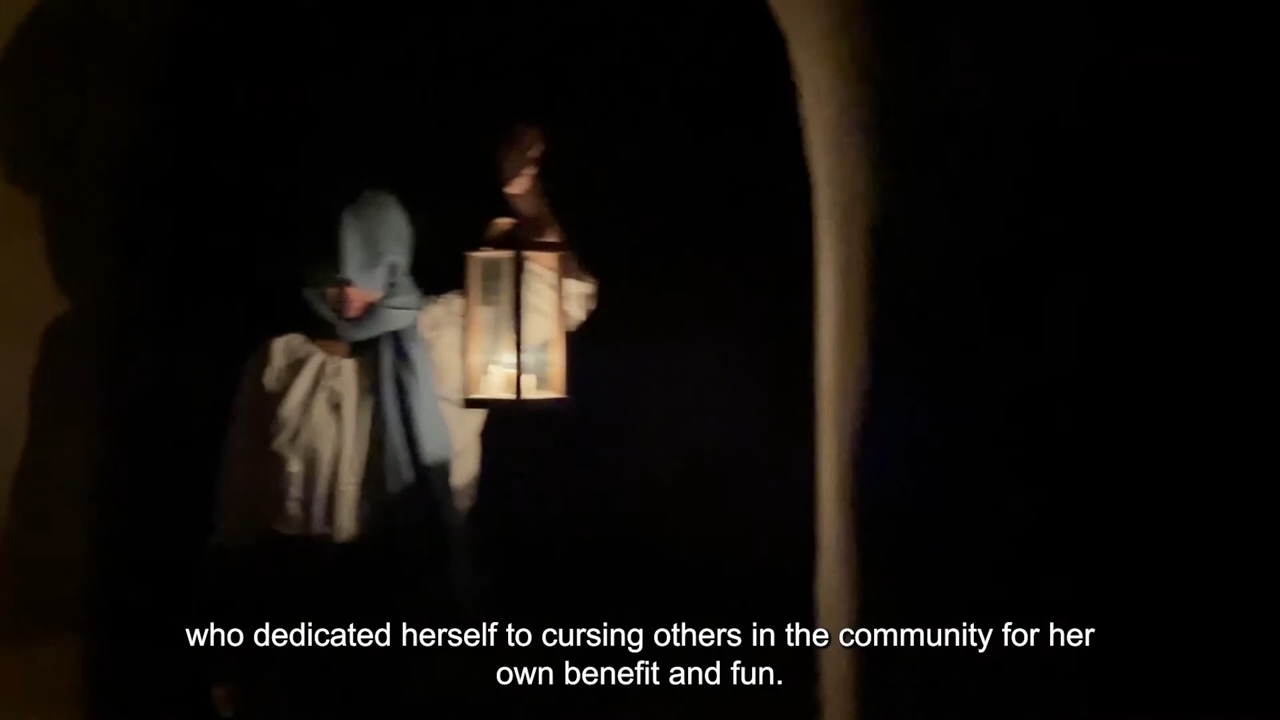 who dedicated herself to cursing others in the community for her
own benefit and fun.